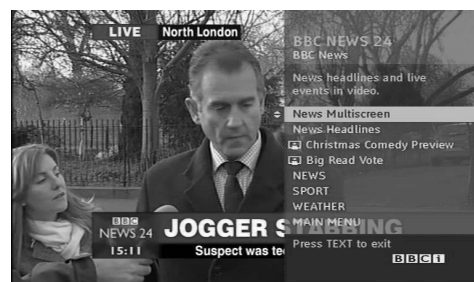 LIVE North London
BBC NEWS 24
BBC News
News headlines and live
events in video.
News Multiscreen
News Headlines
Christmas Comedy Preview
Big Read Vote
NEWS
SPORT
WEATHER
MAIN MENU
Press TEXT to exit
BBC 1
BBC
NEWS 24
15:11
JOGGER STABBING
Suspect was